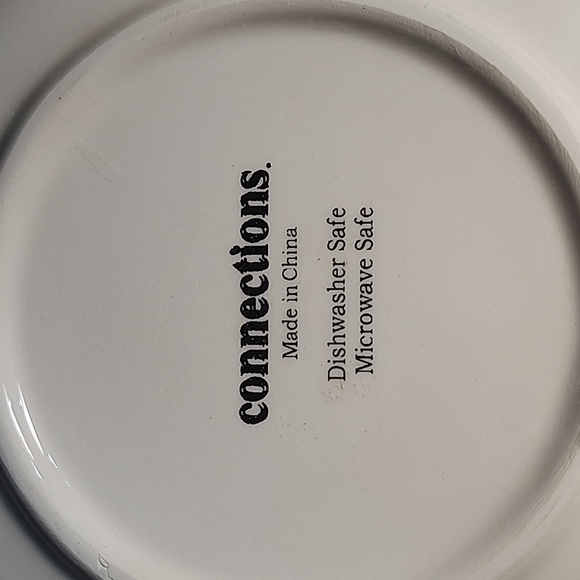 connections.
Made in China
Dishwasher Safe
Microwave Safe